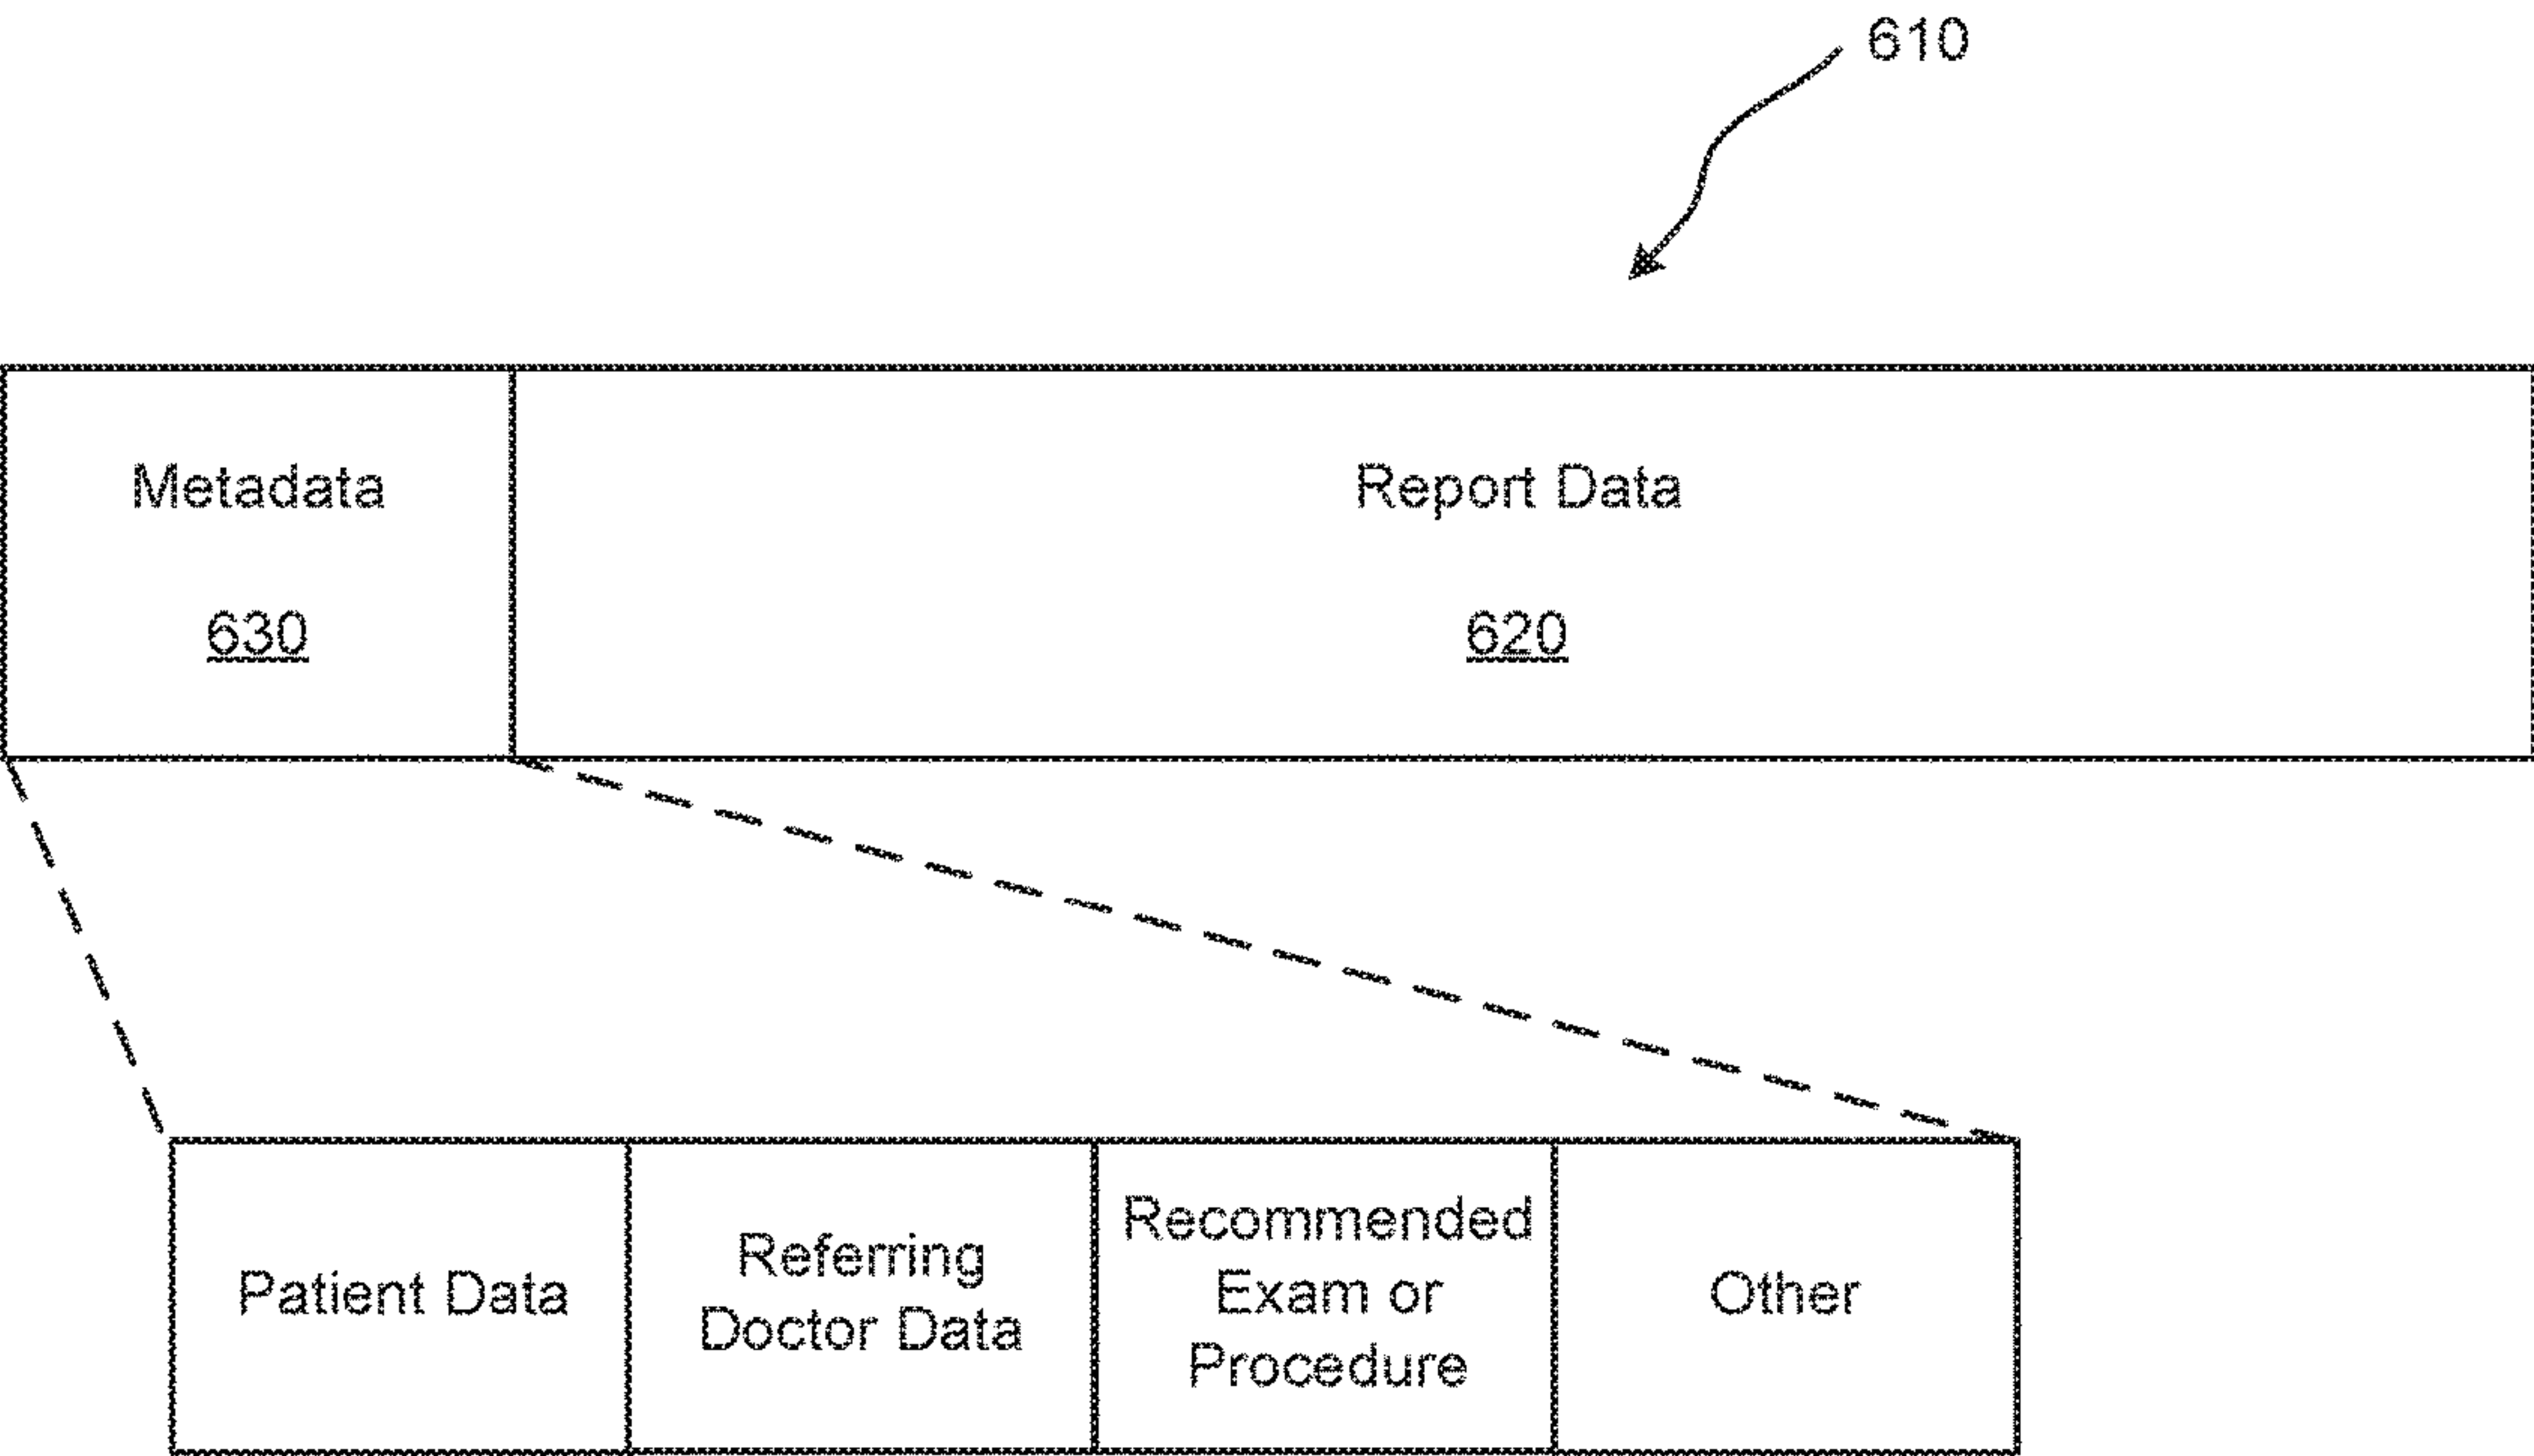 610
Metadata
630
Report Data
620
Patient Data
Referring
Doctor Data
Recommended
Exam or
Procedure
Other